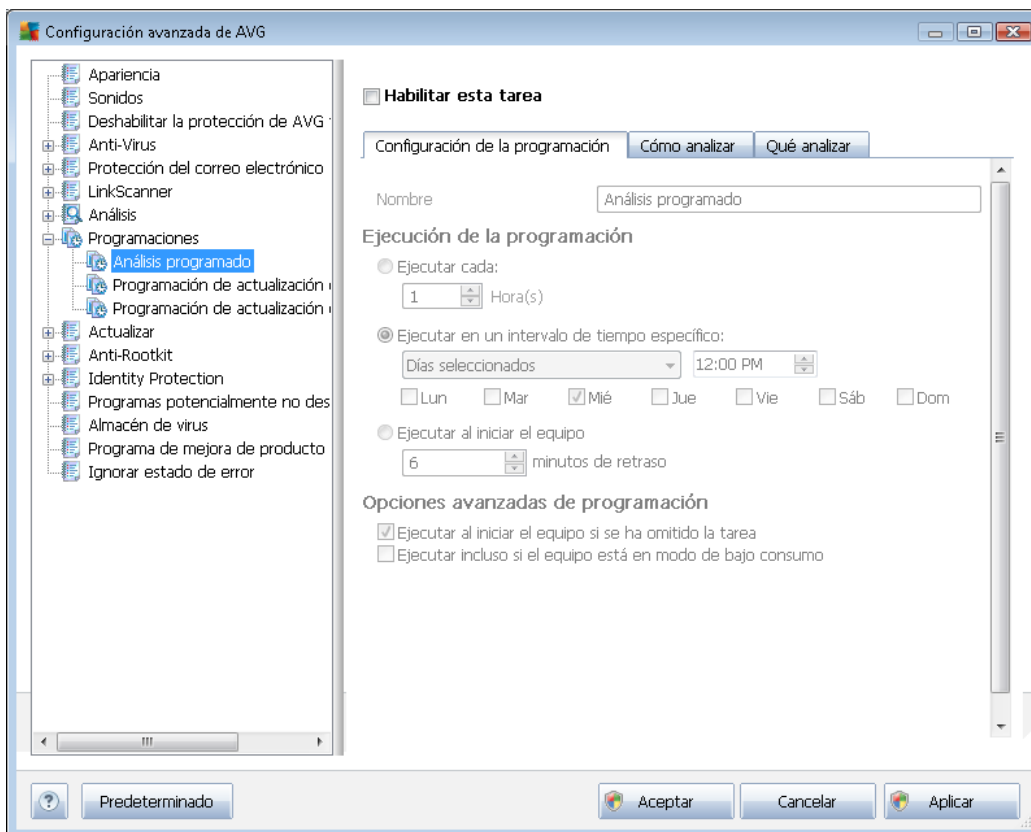 Configuración avanzada de AVG
Apariencia
Sonidos
Deshabilitar la protección de AVG
Anti-Virus
Protección del correo electrónico
LinkScanner
Análisis
Programaciones
Análisis programado
Programación de actualización
Programación de actualización
Actualizar
Anti-Rootkit
Identity Protection
Programas potencialmente no des
Almacén de virus
Programa de mejora de producto
Ignorar estado de error
Habilitar esta tarea
Configuración de la programación Cómo analizar Qué analizar
Nombre Análisis programado
Ejecución de la programación
Ejecutar cada:
1 Hora(s)
Ejecutar en un intervalo de tiempo específico:
Días seleccionados 12:00 PM
Lun Mar Mié Jue Vie Sáb Dom
Ejecutar al iniciar el equipo
6 minutos de retraso
Opciones avanzadas de programación
Ejecutar al iniciar el equipo si se ha omitido la tarea
Ejecutar incluso si el equipo está en modo de bajo consumo
? Predeterminado Aceptar Cancelar Aplicar